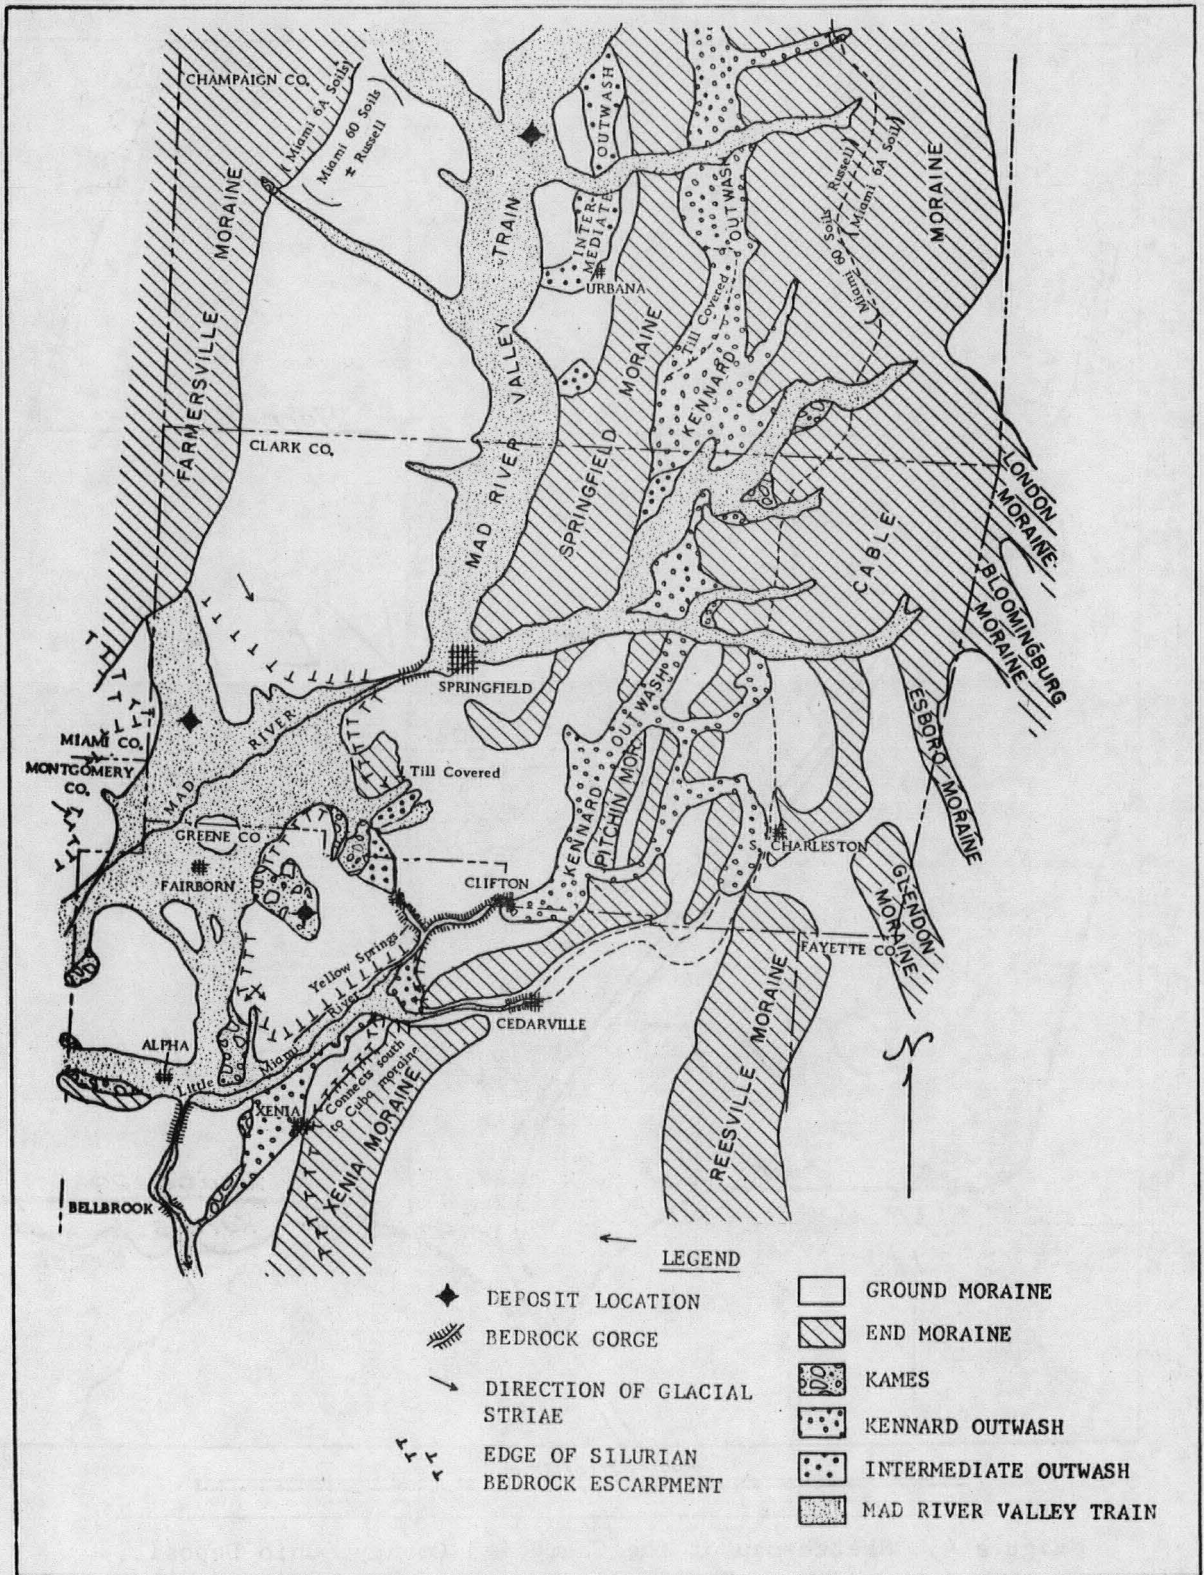 CHAMPAIGN CO.
(Miami 6A Soils)
Miami 60 Soils
± Russell
OUTWASH
MORAINE
FARMERSVILLE
MAD RIVER VALLEY TRAIN
INTER-
MEDIATE
URBANA
OUTWASH
Till Covered
KENNARD
SPRINGFIELD MORAINE
(Miami 60 Soils Russell)
(Miami 6A Soils)
MORAINE
CABLE
CLARK CO.
LONDON
MORAINE
BLOOMINGBURG
MORAINE
ESBORO MORAINE
SPRINGFIELD
MAD RIVER
MIAMI CO.
MONTGOMERY
CO.
Till Covered
GREENE CO
FAIRBORN
KENNARD OUTWASH
PITCHIN MOR.
S. CHARLESTON
CLIFTON
GLENDON
MORAINE
FAYETTE CO.
Yellow Springs
CEDARVILLE
REESVILLE MORAINE
ALPHA
Little Miami River
XENIA
Connects south
to Cuba moraine
XENIA MORAINE
BELLBROOK
N
LEGEND
DEPOSIT LOCATION
BEDROCK GORGE
DIRECTION OF GLACIAL
STRIAE
EDGE OF SILURIAN
BEDROCK ESCARPMENT
GROUND MORAINE
END MORAINE
KAMES
KENNARD OUTWASH
INTERMEDIATE OUTWASH
MAD RIVER VALLEY TRAIN